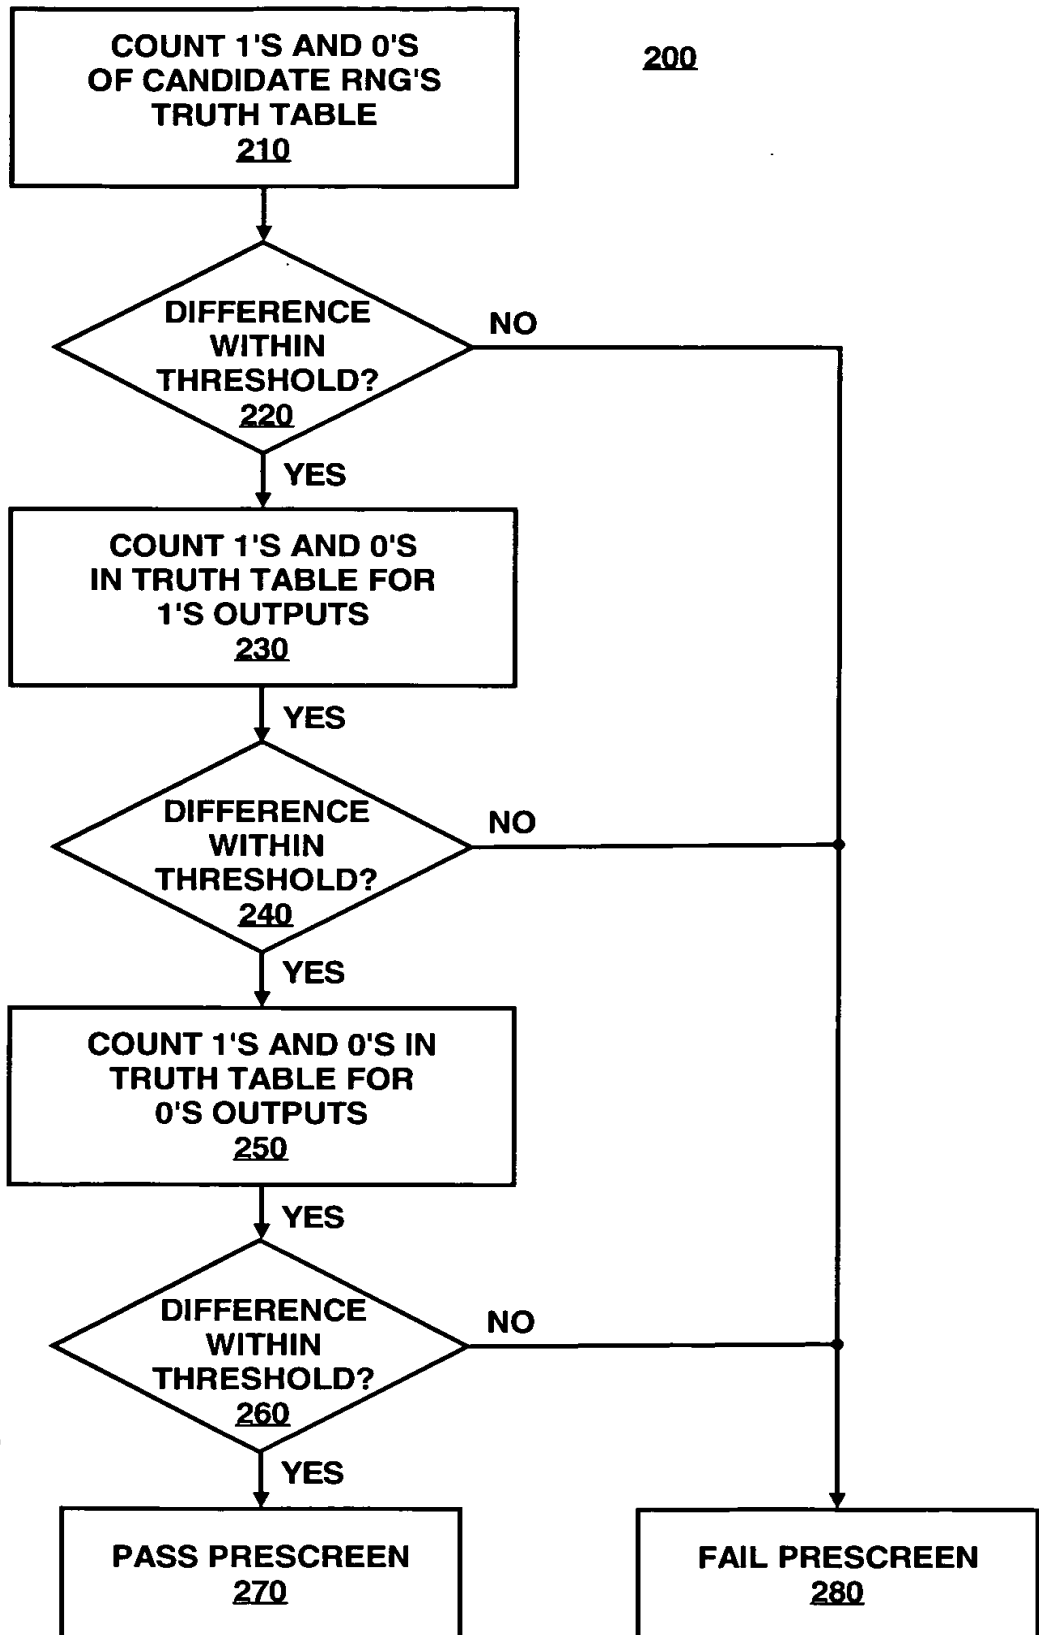 COUNT 1'S AND 0'S
OF CANDIDATE RNG'S
TRUTH TABLE
210
200
DIFFERENCE
WITHIN
THRESHOLD?
220
NO
YES
COUNT 1'S AND 0'S
IN TRUTH TABLE FOR
1'S OUTPUTS
230
YES
DIFFERENCE
WITHIN
THRESHOLD?
240
NO
YES
COUNT 1'S AND 0'S IN
TRUTH TABLE FOR
0'S OUTPUTS
250
YES
DIFFERENCE
WITHIN
THRESHOLD?
260
NO
YES
PASS PRESCREEN
270
FAIL PRESCREEN
280